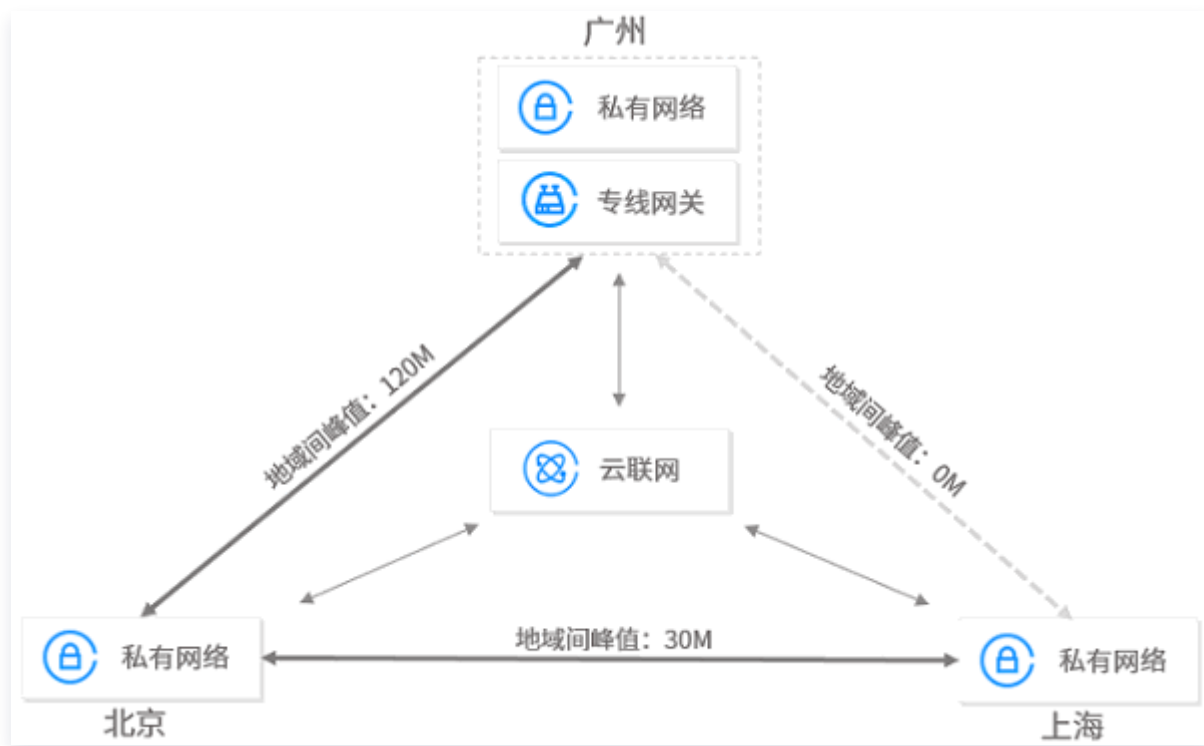 广州
私有网络
专线网关
地域间峰值：120M
地域间峰值：0M
云联网
地域间峰值：30M
私有网络
私有网络
北京
上海